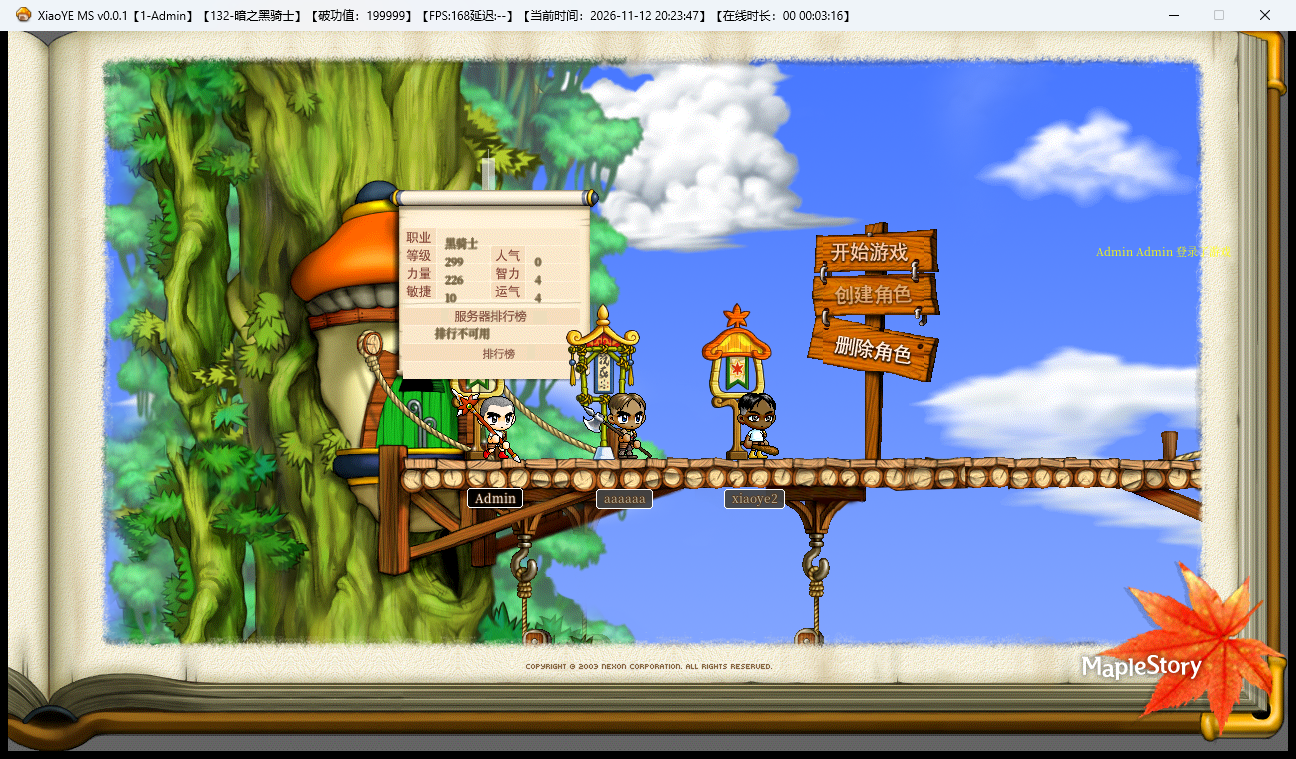 XiaoYE MS v0.0.1【1-Admin】【132-暗之黑骑士】【破功值：199999】【FPS:168延迟:--】【当前时间：2026-11-12 20:23:47】【在线时长：00 00:03:16】
职业 黑骑士
等级 299 人气 0
力量 226 智力 4
敏捷 10 运气 4
服务器排行榜
排行不可用
排行榜
开始游戏
创建角色
删除角色
Admin Admin 登录
Admin
aaaaaa
xiaoye2
COPYRIGHT © 2003 NEXON CORPORATION. ALL RIGHTS RESERVED.
MapleStory